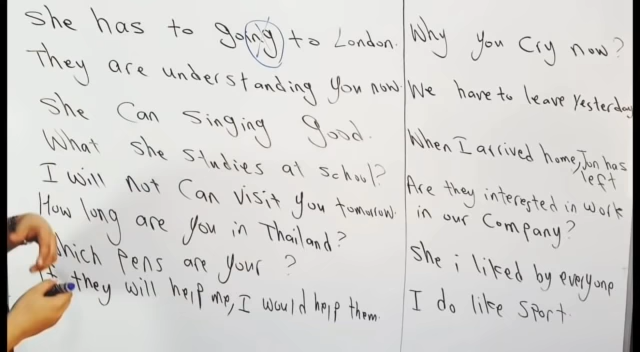 She has to going to London.
They are understanding you now
She Can singing good.
What she studies at school?
I will not Can visit you tomorrow.
How long are you in Thailand?
Which pens are your ?
If they will help me, I would help them.
Why you Cry now?
We have to leave yesterday
When I arrived home, Jon has
left
Are they interested in work
in our Company?
She i liked by everyone
I do like sport.